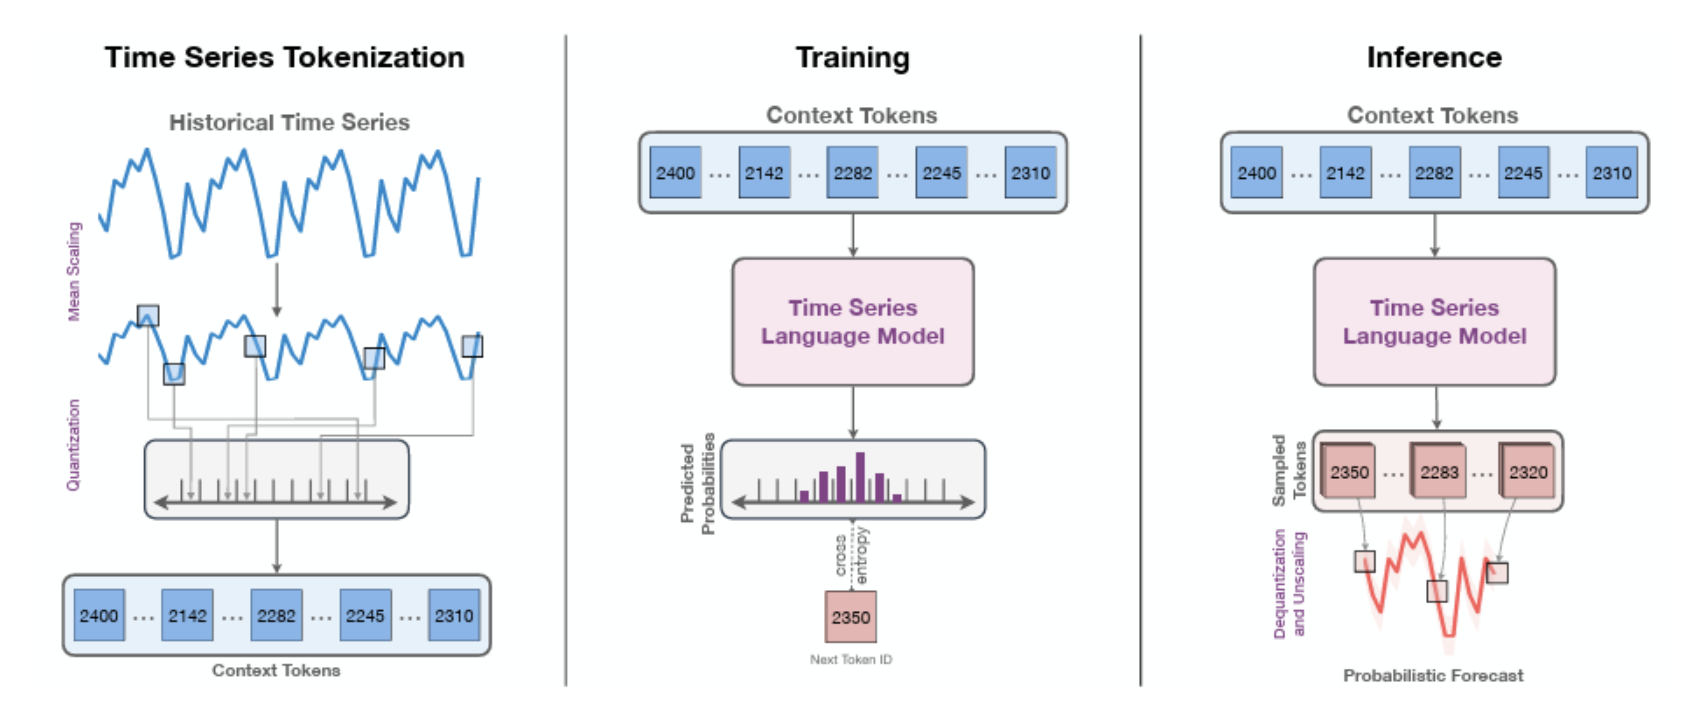 Time Series Tokenization
Historical Time Series
Mean Scaling
Quantization
2400 ... 2142 ... 2282 ... 2245 ... 2310
Context Tokens
Training
Context Tokens
2400 ... 2142 ... 2282 ... 2245 ... 2310
Time Series
Language Model
Predicted
Probabilities
cross
entropy
2350
Next Token ID
Inference
Context Tokens
2400 ... 2142 ... 2282 ... 2245 ... 2310
Time Series
Language Model
Sampled
Tokens
2350 ... 2283 ... 2320
Dequantization
and Unscaling
Probabilistic Forecast